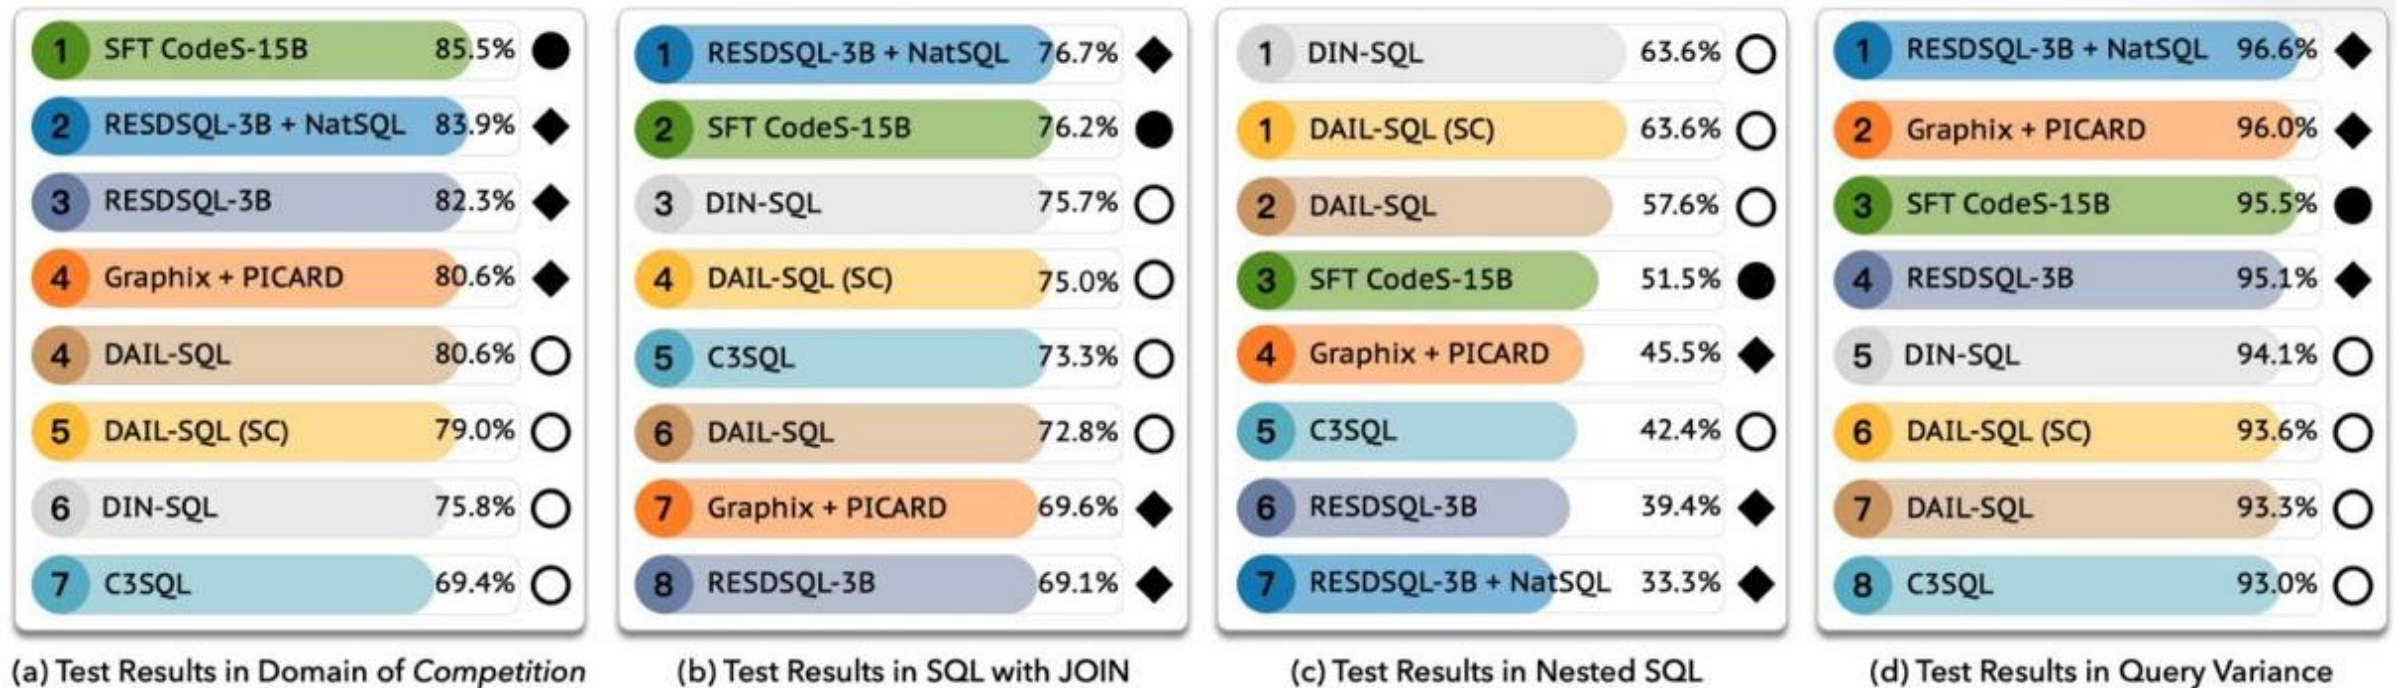 1 SFT CodeS-15B 85.5%
2 RESDSQL-3B + NatSQL 83.9%
3 RESDSQL-3B 82.3%
4 Graphix + PICARD 80.6%
4 DAIL-SQL 80.6%
5 DAIL-SQL (SC) 79.0%
6 DIN-SQL 75.8%
7 C3SQL 69.4%
(a) Test Results in Domain of Competition
1 RESDSQL-3B + NatSQL 76.7%
2 SFT CodeS-15B 76.2%
3 DIN-SQL 75.7%
4 DAIL-SQL (SC) 75.0%
5 C3SQL 73.3%
6 DAIL-SQL 72.8%
7 Graphix + PICARD 69.6%
8 RESDSQL-3B 69.1%
(b) Test Results in SQL with JOIN
1 DIN-SQL 63.6%
1 DAIL-SQL (SC) 63.6%
2 DAIL-SQL 57.6%
3 SFT CodeS-15B 51.5%
4 Graphix + PICARD 45.5%
5 C3SQL 42.4%
6 RESDSQL-3B 39.4%
7 RESDSQL-3B + NatSQL 33.3%
(c) Test Results in Nested SQL
1 RESDSQL-3B + NatSQL 96.6%
2 Graphix + PICARD 96.0%
3 SFT CodeS-15B 95.5%
4 RESDSQL-3B 95.1%
5 DIN-SQL 94.1%
6 DAIL-SQL (SC) 93.6%
7 DAIL-SQL 93.3%
8 C3SQL 93.0%
(d) Test Results in Query Variance